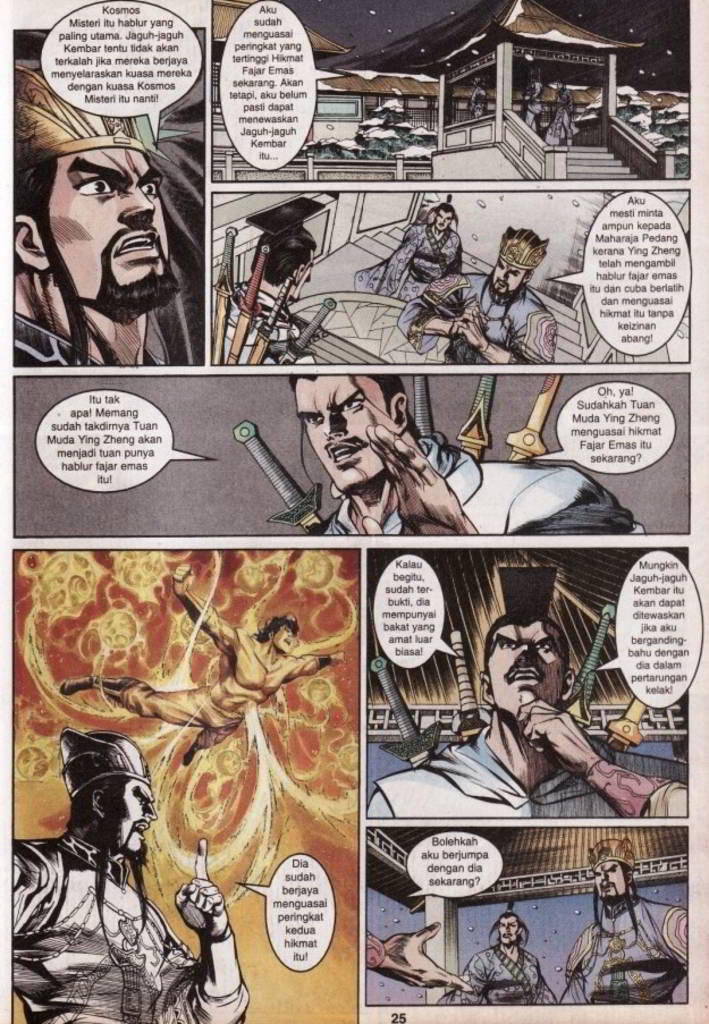 Kosmos
Misteri itu hablur yang
paling utama. Jaguh-jaguh
Kembar tentu tidak akan
terkalah jika mereka berjaya
menyelaraskan kuasa mereka
dengan kuasa Kosmos
Misteri itu nanti!
Aku
sudah
menguasai
peringkat yang
tertinggi Hikmat
Fajar Emas
sekarang. Akan
tetapi, aku belum
pasti dapat
menewaskan
Jaguh-jaguh
Kembar
itu...
Aku
mesti minta
ampun kepada
Maharaja Pedang
kerana Ying Zheng
telah mengambil
hablur fajar emas
itu dan cuba berlatih
dan menguasai
hikmat itu tanpa
keizinan
abang!
Itu tak
apa! Memang
sudah takdirnya Tuan
Muda Ying Zheng akan
menjadi tuan punya
hablur fajar emas
itu!
Oh, ya!
Sudahkah Tuan
Muda Ying Zheng
menguasai hikmat
Fajar Emas itu
sekarang?
Dia
sudah
berjaya
menguasai
peringkat
kedua
hikmat
itu!
Kalau
begitu,
sudah ter-
bukti, dia
mempunyai
bakat yang
amat luar
biasa!
Mungkin
Jaguh-jaguh
Kembar itu
akan dapat
ditewaskan
jika aku
berganding-
bahu dengan
dia dalam
pertarungan
kelak!
Bolehkah
aku berjumpa
dengan dia
sekarang?
25